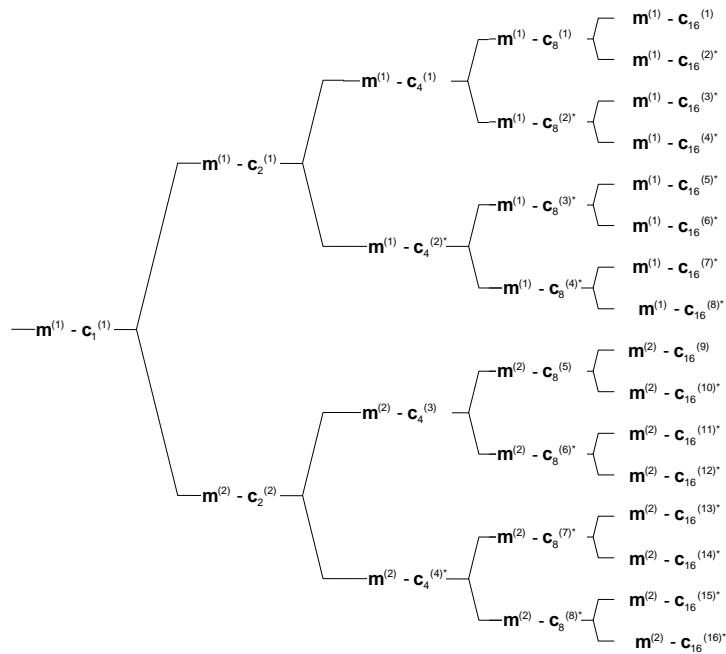 m⁽¹⁾ - c₁₆⁽¹⁾
m⁽¹⁾ - c₈⁽¹⁾
m⁽¹⁾ - c₁₆⁽²⁾*
m⁽¹⁾ - c₄⁽¹⁾
m⁽¹⁾ - c₁₆⁽³⁾*
m⁽¹⁾ - c₈⁽²⁾*
m⁽¹⁾ - c₁₆⁽⁴⁾*
m⁽¹⁾ - c₂⁽¹⁾
m⁽¹⁾ - c₁₆⁽⁵⁾*
m⁽¹⁾ - c₈⁽³⁾*
m⁽¹⁾ - c₁₆⁽⁶⁾*
m⁽¹⁾ - c₄⁽²⁾*
m⁽¹⁾ - c₁₆⁽⁷⁾*
m⁽¹⁾ - c₈⁽⁴⁾*
m⁽¹⁾ - c₁₆⁽⁸⁾*
m⁽¹⁾ - c₁⁽¹⁾
m⁽²⁾ - c₁₆⁽⁹⁾
m⁽²⁾ - c₈⁽⁵⁾
m⁽²⁾ - c₁₆⁽¹⁰⁾*
m⁽²⁾ - c₄⁽³⁾
m⁽²⁾ - c₁₆⁽¹¹⁾*
m⁽²⁾ - c₈⁽⁶⁾*
m⁽²⁾ - c₁₆⁽¹²⁾*
m⁽²⁾ - c₂⁽²⁾
m⁽²⁾ - c₁₆⁽¹³⁾*
m⁽²⁾ - c₈⁽⁷⁾*
m⁽²⁾ - c₁₆⁽¹⁴⁾*
m⁽²⁾ - c₄⁽⁴⁾*
m⁽²⁾ - c₁₆⁽¹⁵⁾*
m⁽²⁾ - c₈⁽⁸⁾*
m⁽²⁾ - c₁₆⁽¹⁶⁾*